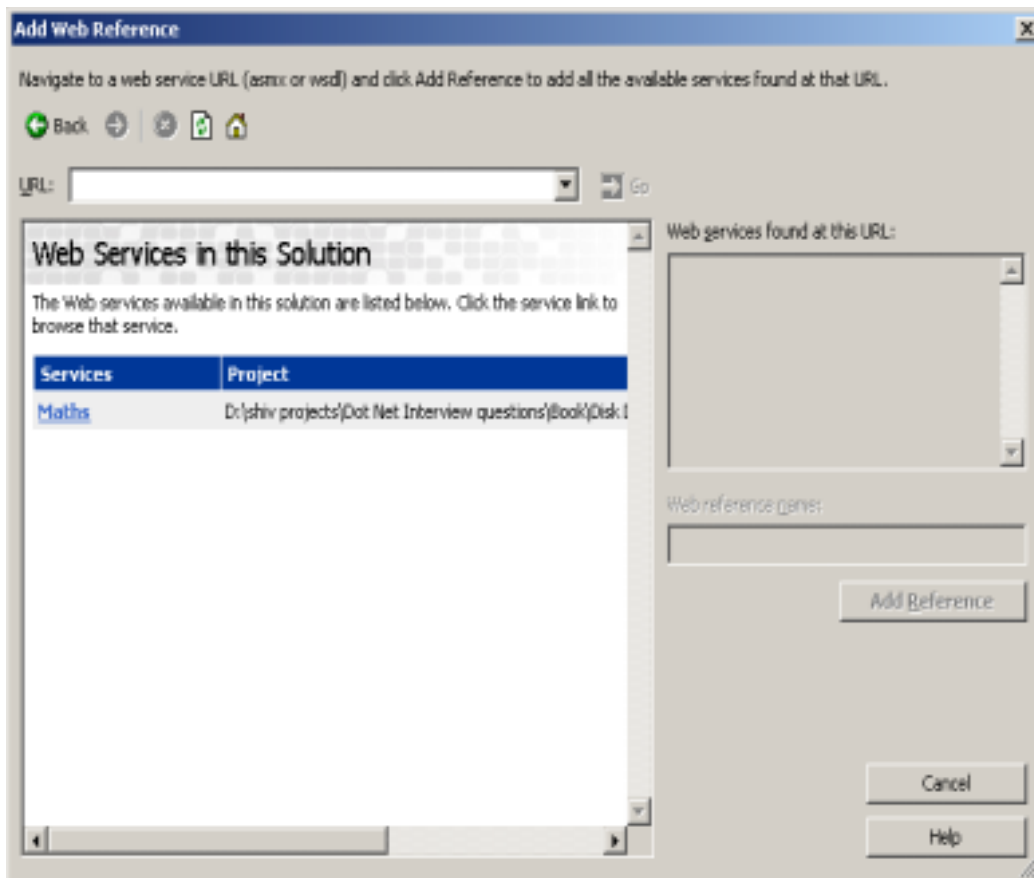 Add Web Reference
Navigate to a web service URL (asmx or wsdl) and click Add Reference to add all the available services found at that URL.
Back
URL:
Go
Web Services in this Solution
The Web services available in this solution are listed below. Click the service link to
browse that service.
Services Project
Maths D:\shiv projects\Dot Net Interview questions\Book\Disk
Web services found at this URL:
Web reference name:
Add Reference
Cancel
Help